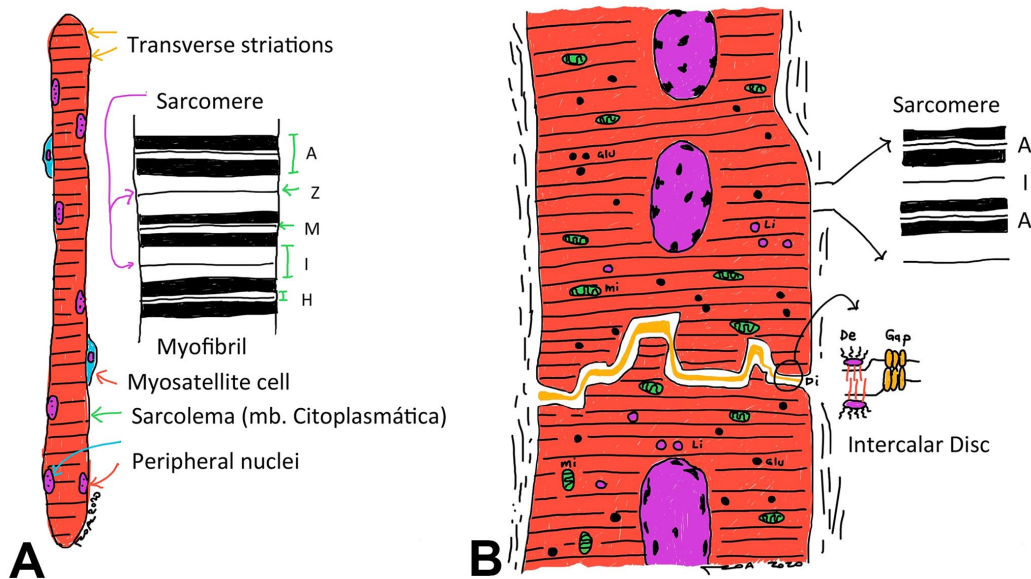 Transverse striations
Sarcomere
A
Z
M
I
H
Myofibril
Myosatellite cell
Sarcolema (mb. Citoplasmática)
Peripheral nuclei
A
Glu
Li
mi
Di
Li
mi
Glu
Sarcomere
A
I
A
De
Gap
Intercalar Disc
B
2020